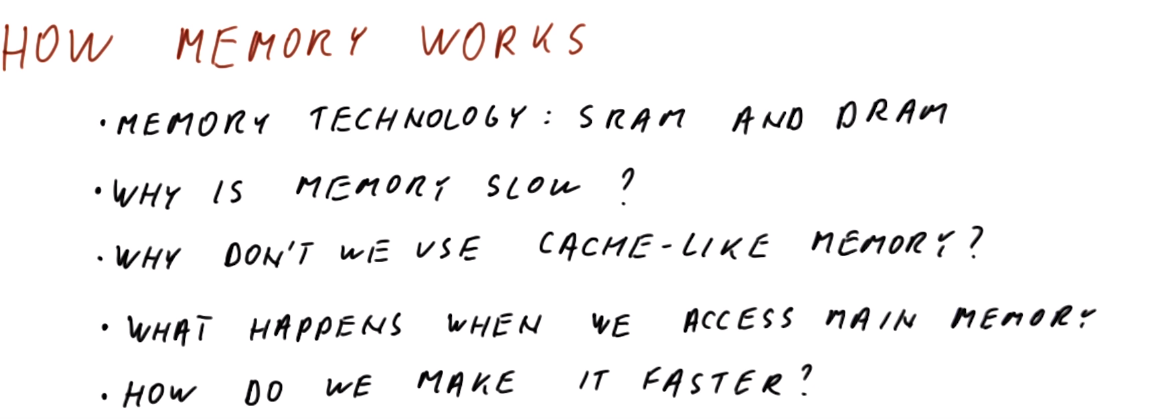 HOW MEMORY WORKS
• MEMORY TECHNOLOGY: SRAM AND DRAM
• WHY IS MEMORY SLOW ?
• WHY DON'T WE USE CACHE-LIKE MEMORY?
• WHAT HAPPENS WHEN WE ACCESS MAIN MEMORY
• HOW DO WE MAKE IT FASTER?